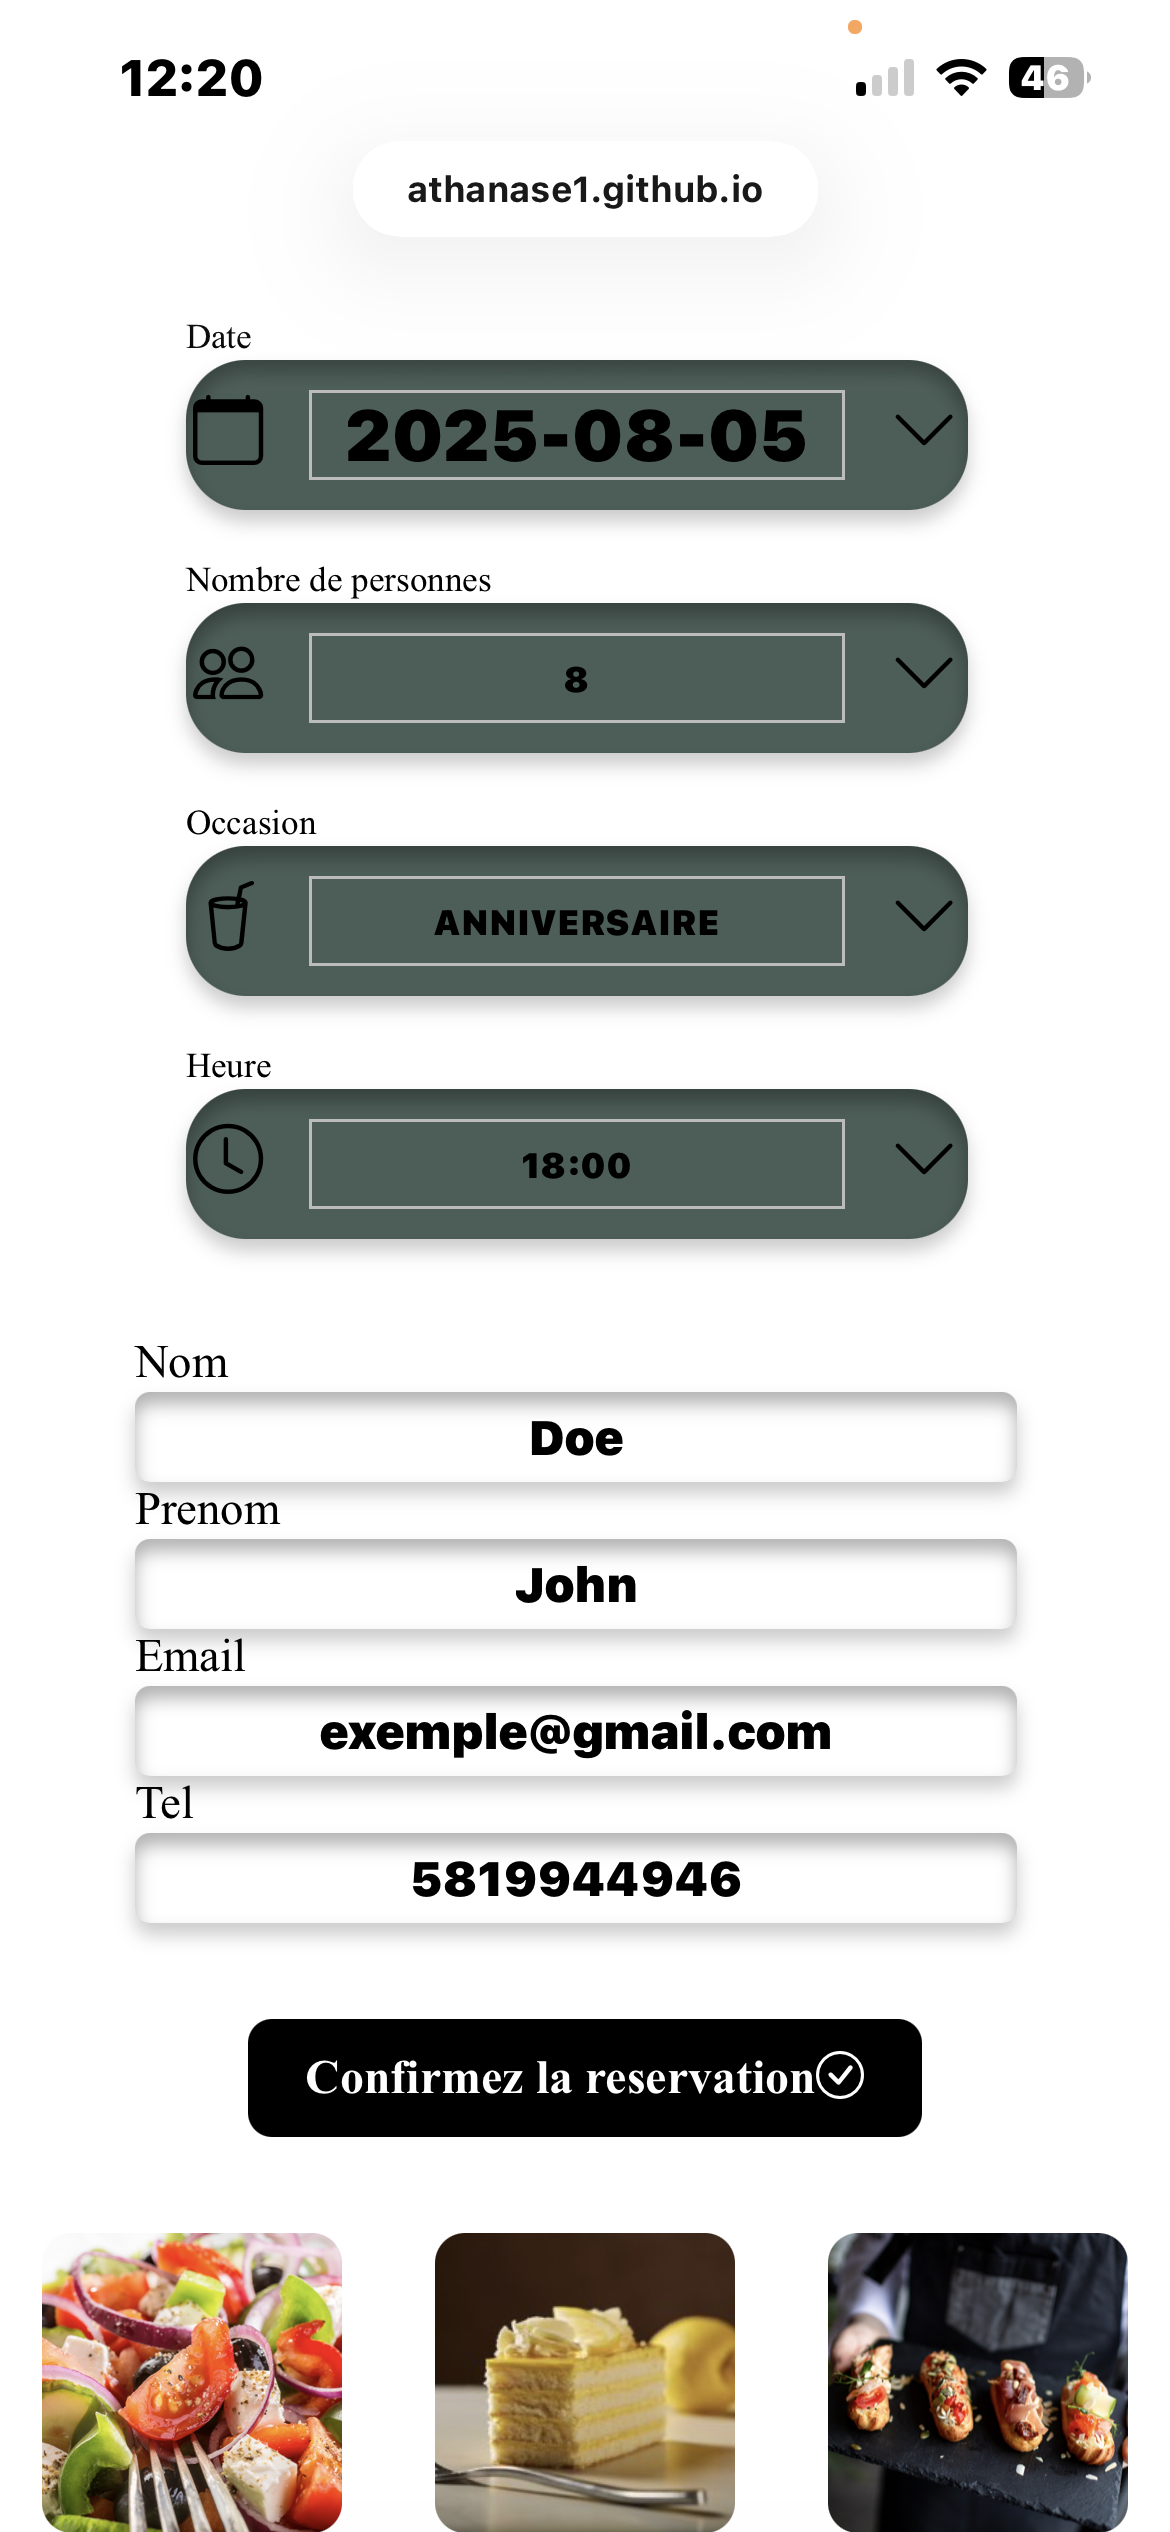 12:20
46
athanase1.github.io
Date
2025-08-05
Nombre de personnes
8
Occasion
ANNIVERSAIRE
Heure
18:00
Nom
Doe
Prenom
John
Email
exemple@gmail.com
Tel
5819944946
Confirmez la reservation